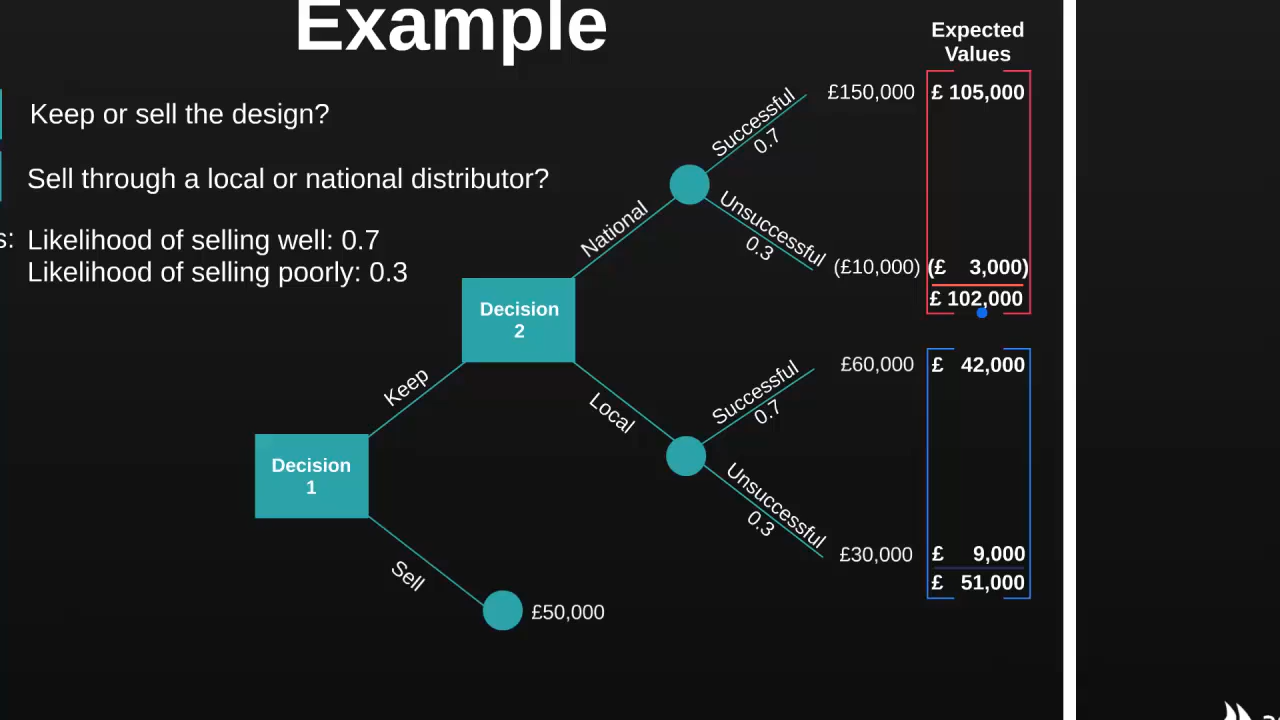 Example
Expected
Values
Keep or sell the design?
Sell through a local or national distributor?
s:
Likelihood of selling well: 0.7
Likelihood of selling poorly: 0.3
Successful
0.7
£150,000
£ 105,000
National
Unsuccessful
0.3
(£10,000)
(£ 3,000)
£ 102,000
Decision
2
Keep
Local
Successful
0.7
£60,000
£ 42,000
Unsuccessful
0.3
£30,000
£ 9,000
£ 51,000
Decision
1
Sell
£50,000